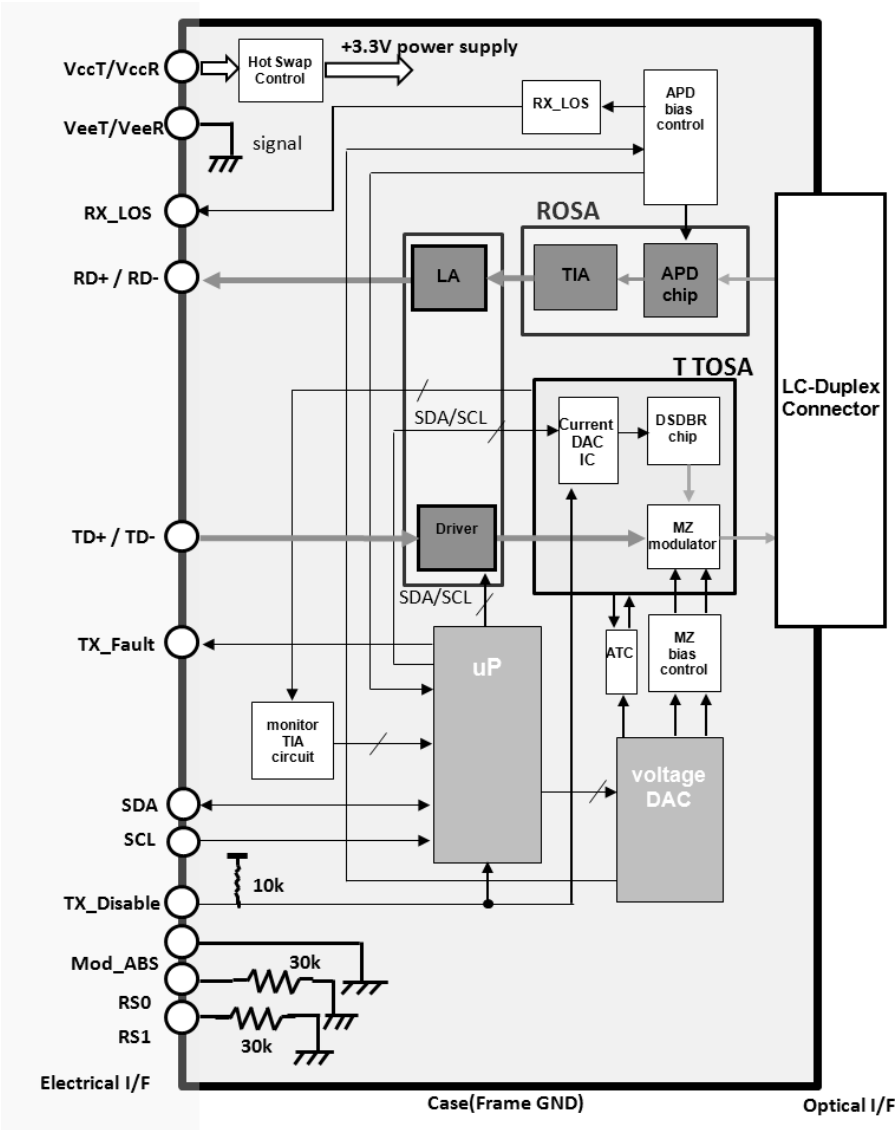 +3.3V power supply
VccT/VccR
Hot Swap
Control
APD
bias
control
RX_LOS
VeeT/VeeR
signal
RX_LOS
ROSA
RD+ / RD-
LA
TIA
APD
chip
T TOSA
LC-Duplex
Connector
SDA/SCL
Current
DAC
IC
DSDBR
chip
TD+ / TD-
Driver
MZ
modulator
SDA/SCL
TX_Fault
uP
ATC
MZ
bias
control
monitor
TIA
circuit
voltage
DAC
SDA
SCL
10k
TX_Disable
Mod_ABS
30k
RS0
RS1
30k
Electrical I/F
Case(Frame GND)
Optical I/F